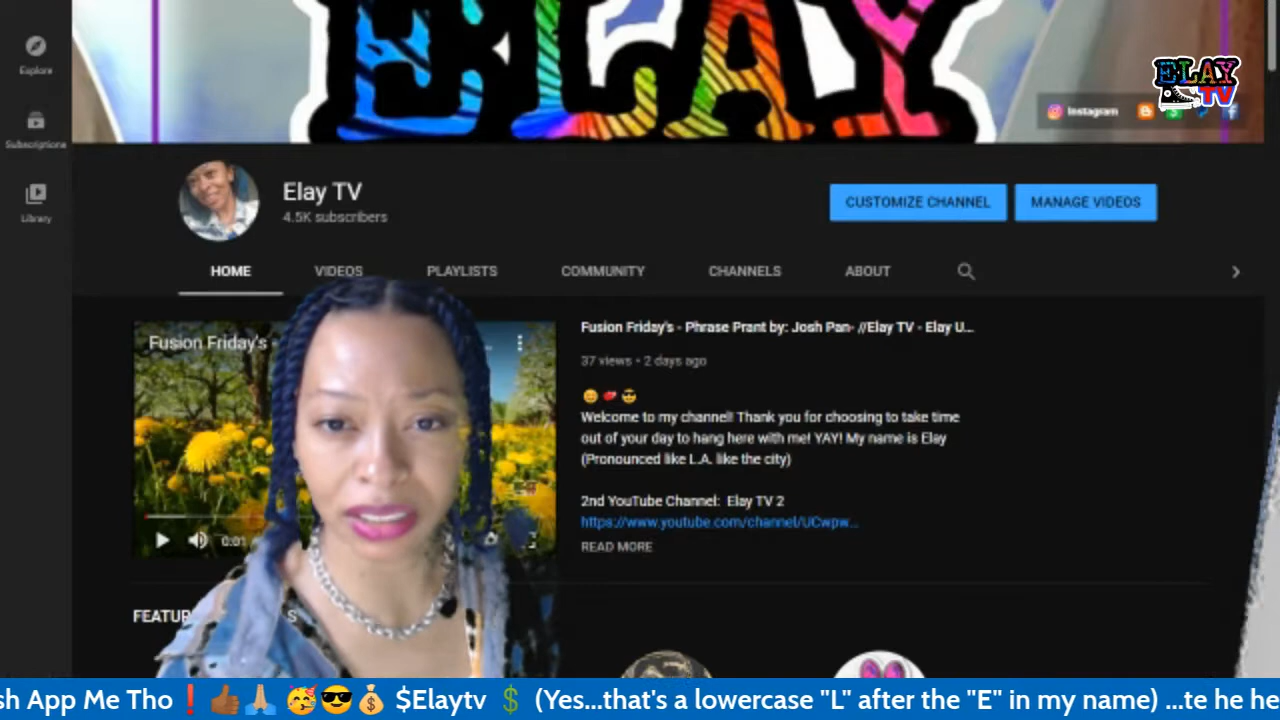 ELAY
ELAY
TV
Instagram
Explore
Subscriptions
Library
Elay TV
4.5K subscribers
CUSTOMIZE CHANNEL
MANAGE VIDEOS
HOME
VIDEOS
PLAYLISTS
COMMUNITY
CHANNELS
ABOUT
Fusion Friday's -
0:01
Fusion Friday's - Phrase Prant by: Josh Pan- //Elay TV - Elay U...
37 views • 2 days ago
😊 💋 😎
Welcome to my channel! Thank you for choosing to take time
out of your day to hang here with me! YAY! My name is Elay
(Pronounced like L.A. like the city)
2nd YouTube Channel: Elay TV 2
https://www.youtube.com/channel/UCwpw...
READ MORE
FEATUR S
sh App Me Tho❗👍🏾🙏🏼 🥳😎💰 $Elaytv 💲 (Yes...that's a lowercase "L" after the "E" in my name) ...te he he